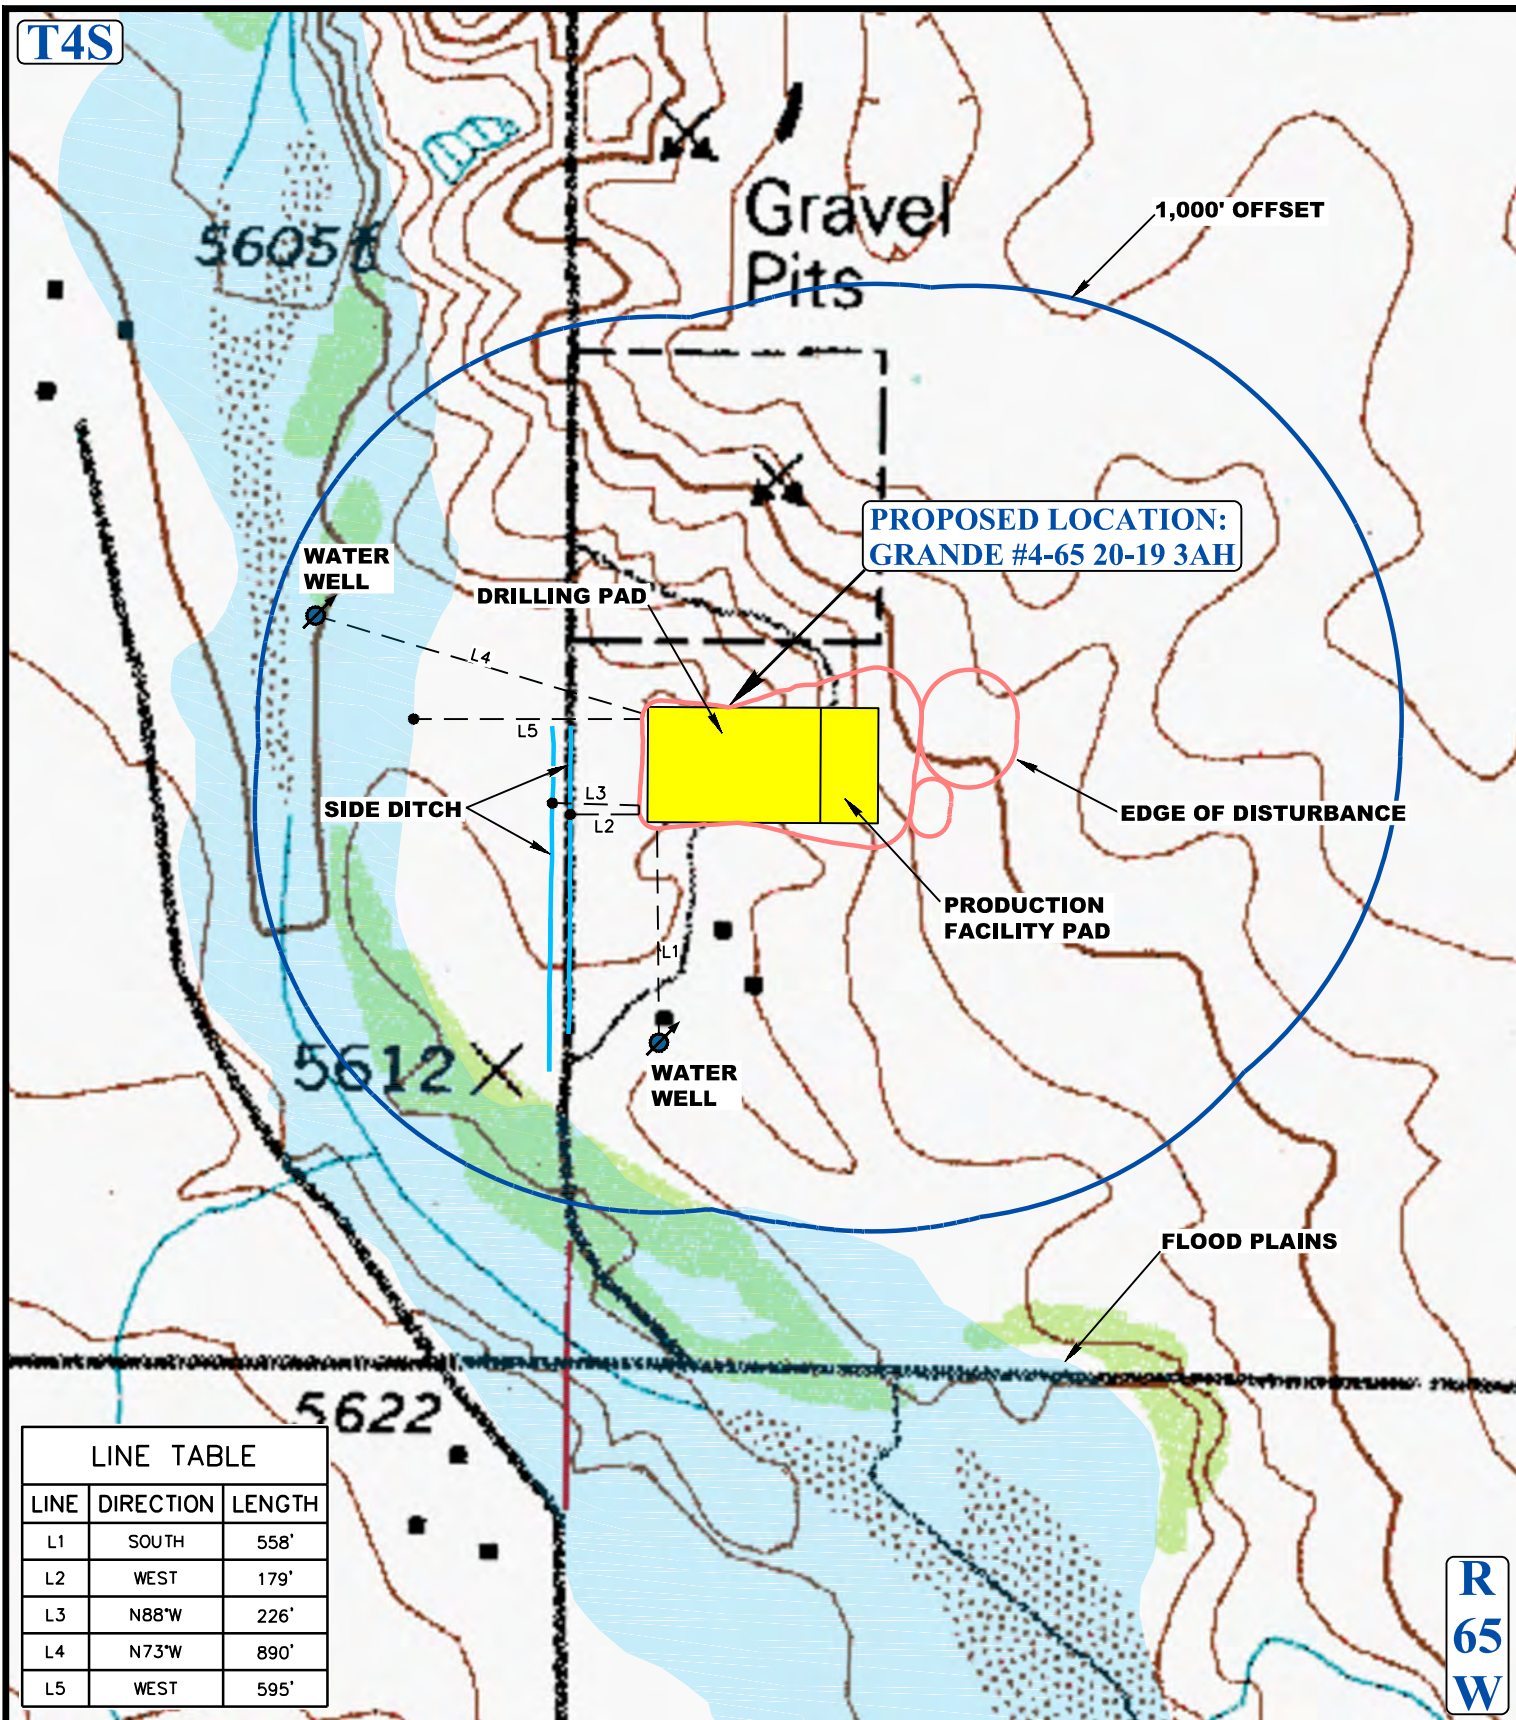 T4S
5605
Gravel
Pits
1,000' OFFSET
PROPOSED LOCATION:
GRANDE #4-65 20-19 3AH
WATER
WELL
DRILLING PAD
L4
L5
L3
L2
SIDE DITCH
EDGE OF DISTURBANCE
PRODUCTION
FACILITY PAD
L1
5612
WATER
WELL
FLOOD PLAINS
5622
LINE TABLE
LINE DIRECTION LENGTH
L1 SOUTH 558'
L2 WEST 179'
L3 N88°W 226'
L4 N73°W 890'
L5 WEST 595'
R
65
W